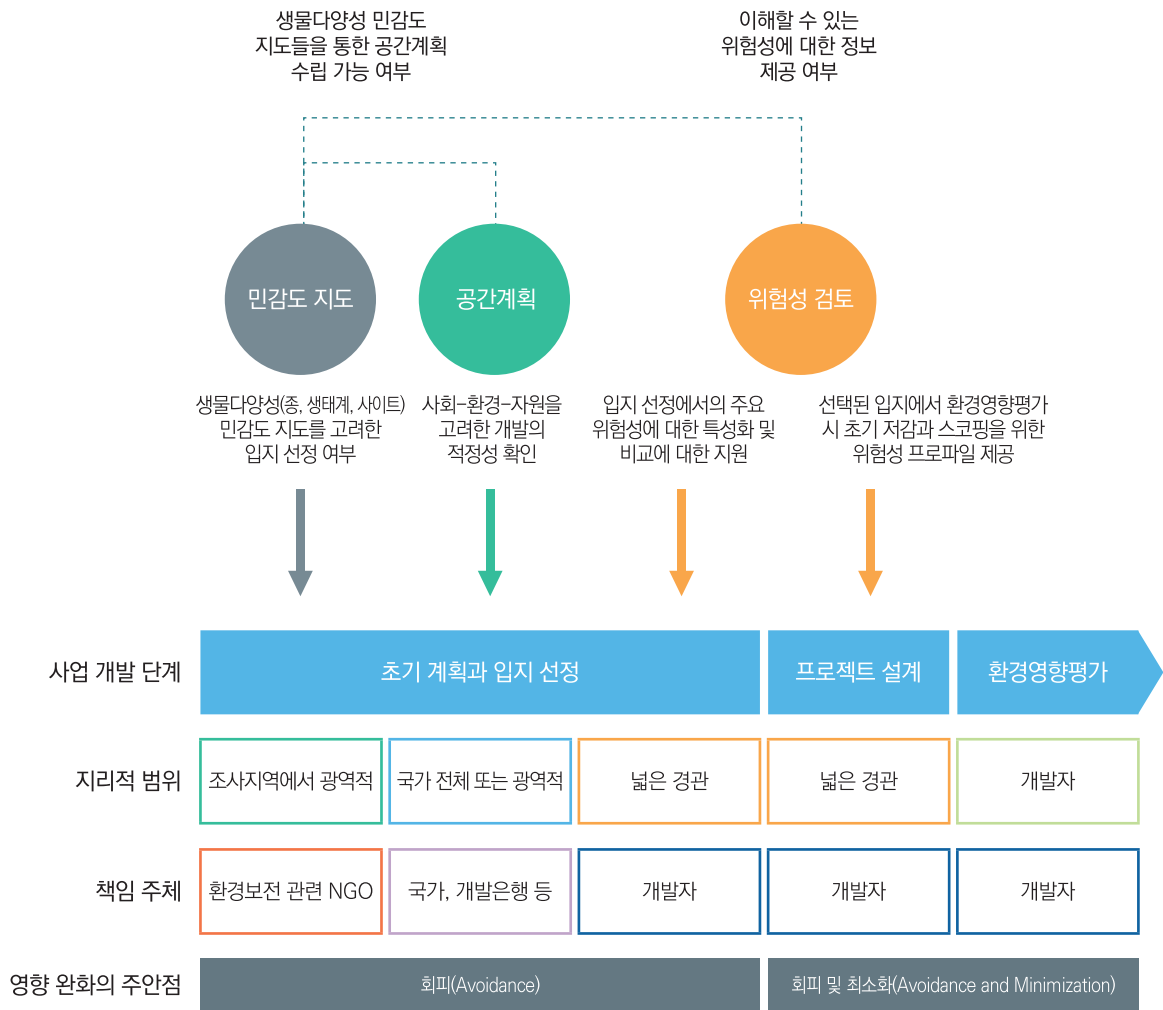 생물다양성 민감도
지도들을 통한 공간계획
수립 가능 여부
이해할 수 있는
위험성에 대한 정보
제공 여부
민감도 지도
공간계획
위험성 검토
생물다양성(종, 생태계, 사이트)
민감도 지도를 고려한
입지 선정 여부
사회-환경-자원을
고려한 개발의
적정성 확인
입지 선정에서의 주요
위험성에 대한 특성화 및
비교에 대한 지원
선택된 입지에서 환경영향평가
시 초기 저감과 스코핑을 위한
위험성 프로파일 제공
사업 개발 단계
초기 계획과 입지 선정
프로젝트 설계
환경영향평가
지리적 범위
조사지역에서 광역적
국가 전체 또는 광역적
넓은 경관
넓은 경관
개발자
책임 주체
환경보전 관련 NGO
국가, 개발은행 등
개발자
개발자
개발자
영향 완화의 주안점
회피(Avoidance)
회피 및 최소화(Avoidance and Minimization)